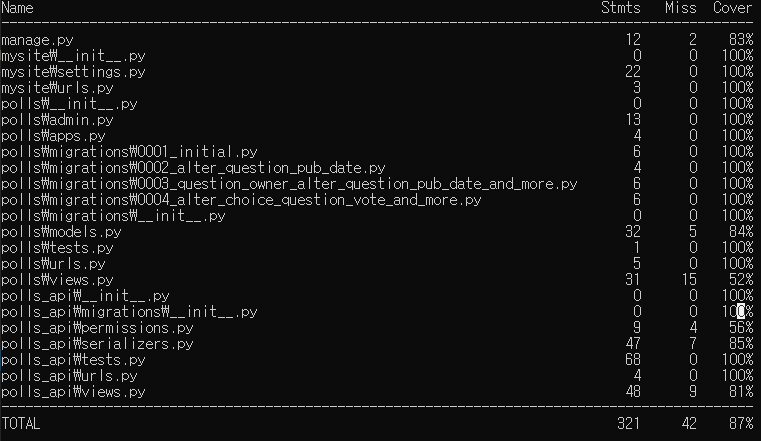 Name Stmts Miss Cover
manage.py 12 2 83%
mysite₩__init__.py 0 0 100%
mysite₩settings.py 22 0 100%
mysite₩urls.py 3 0 100%
polls₩__init__.py 0 0 100%
polls₩admin.py 13 0 100%
polls₩apps.py 4 0 100%
polls₩migrations₩0001_initial.py 6 0 100%
polls₩migrations₩0002_alter_question_pub_date.py 4 0 100%
polls₩migrations₩0003_question_owner_alter_question_pub_date_and_more.py 6 0 100%
polls₩migrations₩0004_alter_choice_question_vote_and_more.py 6 0 100%
polls₩migrations₩__init__.py 0 0 100%
polls₩models.py 32 5 84%
polls₩tests.py 1 0 100%
polls₩urls.py 5 0 100%
polls₩views.py 31 15 52%
polls_api₩__init__.py 0 0 100%
polls_api₩migrations₩__init__.py 0 0 100%
polls_api₩permissions.py 9 4 56%
polls_api₩serializers.py 47 7 85%
polls_api₩tests.py 68 0 100%
polls_api₩urls.py 4 0 100%
polls_api₩views.py 48 9 81%
TOTAL 321 42 87%